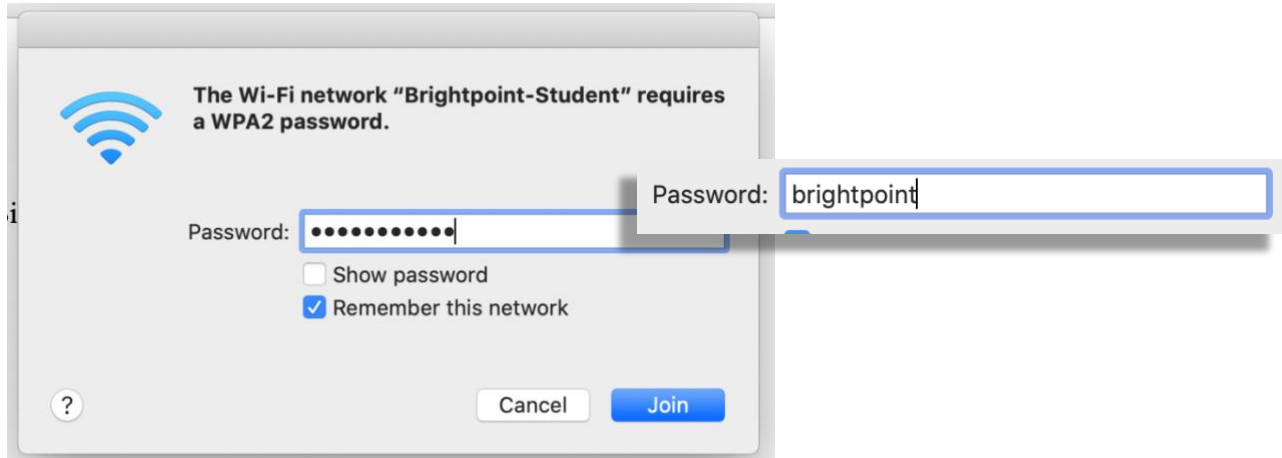 The Wi-Fi network “Brightpoint-Student” requires
a WPA2 password.
Password: brightpoint
Password: •••••••••••
Show password
Remember this network
?
Cancel
Join